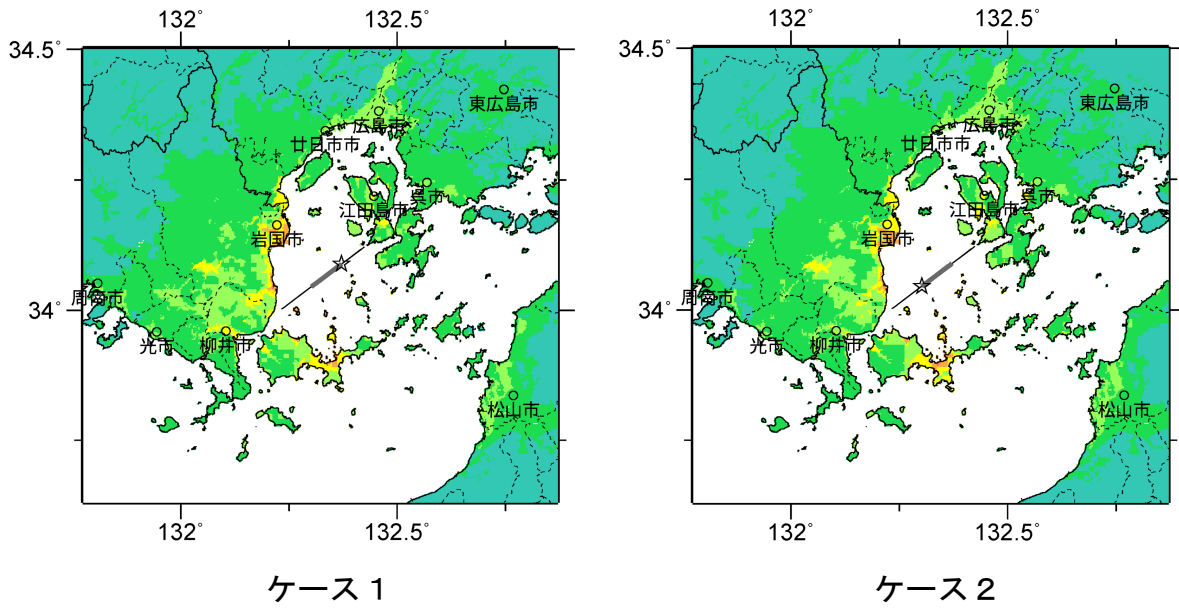 132° 132.5° 132° 132.5°
34.5° 34.5°
東広島市 東広島市
広島市 広島市
廿日市市 廿日市市
呉市 呉市
江田島市 江田島市
岩国市 岩国市
周南市 周南市
34° 34°
光市 柳井市 光市 柳井市
松山市 松山市
132° 132.5° 132° 132.5°
ケース１ ケース２